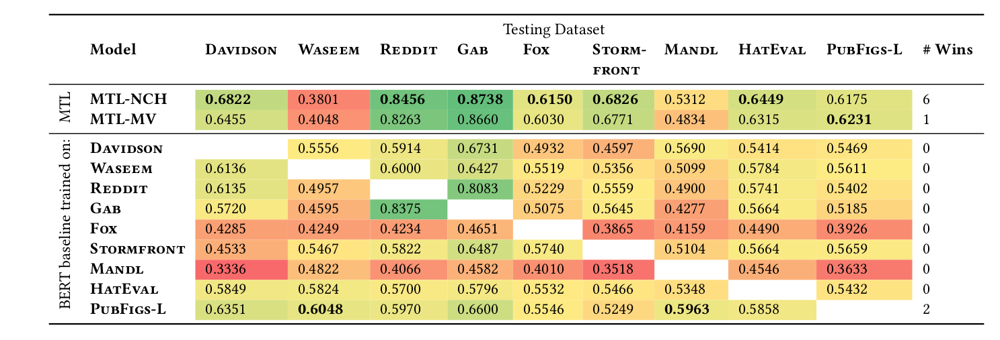 Testing Dataset
Model Davidson Waseem Reddit Gab Fox Storm- Mandl HatEval PubFigs-L # Wins
front
MTL
MTL-NCH 0.6822 0.3801 0.8456 0.8738 0.6150 0.6826 0.5312 0.6449 0.6175 6
MTL-MV 0.6455 0.4048 0.8263 0.8660 0.6030 0.6771 0.4834 0.6315 0.6231 1
BERT baseline trained on:
Davidson 0.5556 0.5914 0.6731 0.4932 0.4597 0.5690 0.5414 0.5469 0
Waseem 0.6136 0.6000 0.6427 0.5519 0.5356 0.5099 0.5784 0.5611 0
Reddit 0.6135 0.4957 0.8083 0.5229 0.5559 0.4900 0.5741 0.5402 0
Gab 0.5720 0.4595 0.8375 0.5075 0.5645 0.4277 0.5664 0.5185 0
Fox 0.4285 0.4249 0.4234 0.4651 0.3865 0.4159 0.4490 0.3926 0
Stormfront 0.4533 0.5467 0.5822 0.6487 0.5740 0.5104 0.5664 0.5659 0
Mandl 0.3336 0.4822 0.4066 0.4582 0.4010 0.3518 0.4546 0.3633 0
HatEval 0.5849 0.5824 0.5700 0.5796 0.5532 0.5466 0.5348 0.5432 0
PubFigs-L 0.6351 0.6048 0.5970 0.6600 0.5546 0.5249 0.5963 0.5858 2